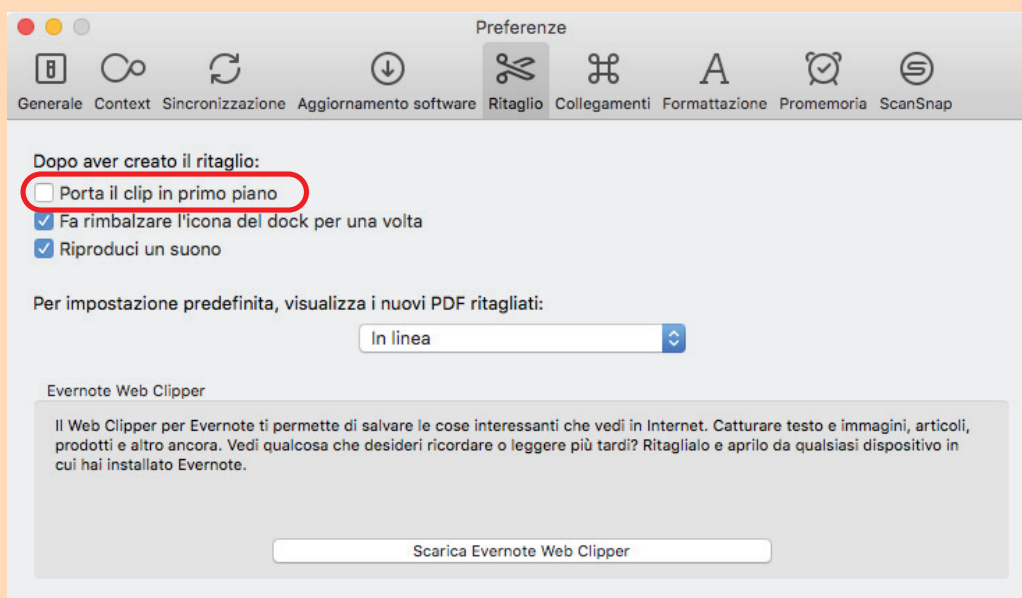 Preferenze
Generale Context Sincronizzazione Aggiornamento software Ritaglio Collegamenti Formattazione Promemoria ScanSnap
Dopo aver creato il ritaglio:
Porta il clip in primo piano
Fa rimbalzare l'icona del dock per una volta
Riproduci un suono
Per impostazione predefinita, visualizza i nuovi PDF ritagliati:
In linea
Evernote Web Clipper
Il Web Clipper per Evernote ti permette di salvare le cose interessanti che vedi in Internet. Catturare testo e immagini, articoli,
prodotti e altro ancora. Vedi qualcosa che desideri ricordare o leggere più tardi? Ritaglialo e aprilo da qualsiasi dispositivo in
cui hai installato Evernote.
Scarica Evernote Web Clipper